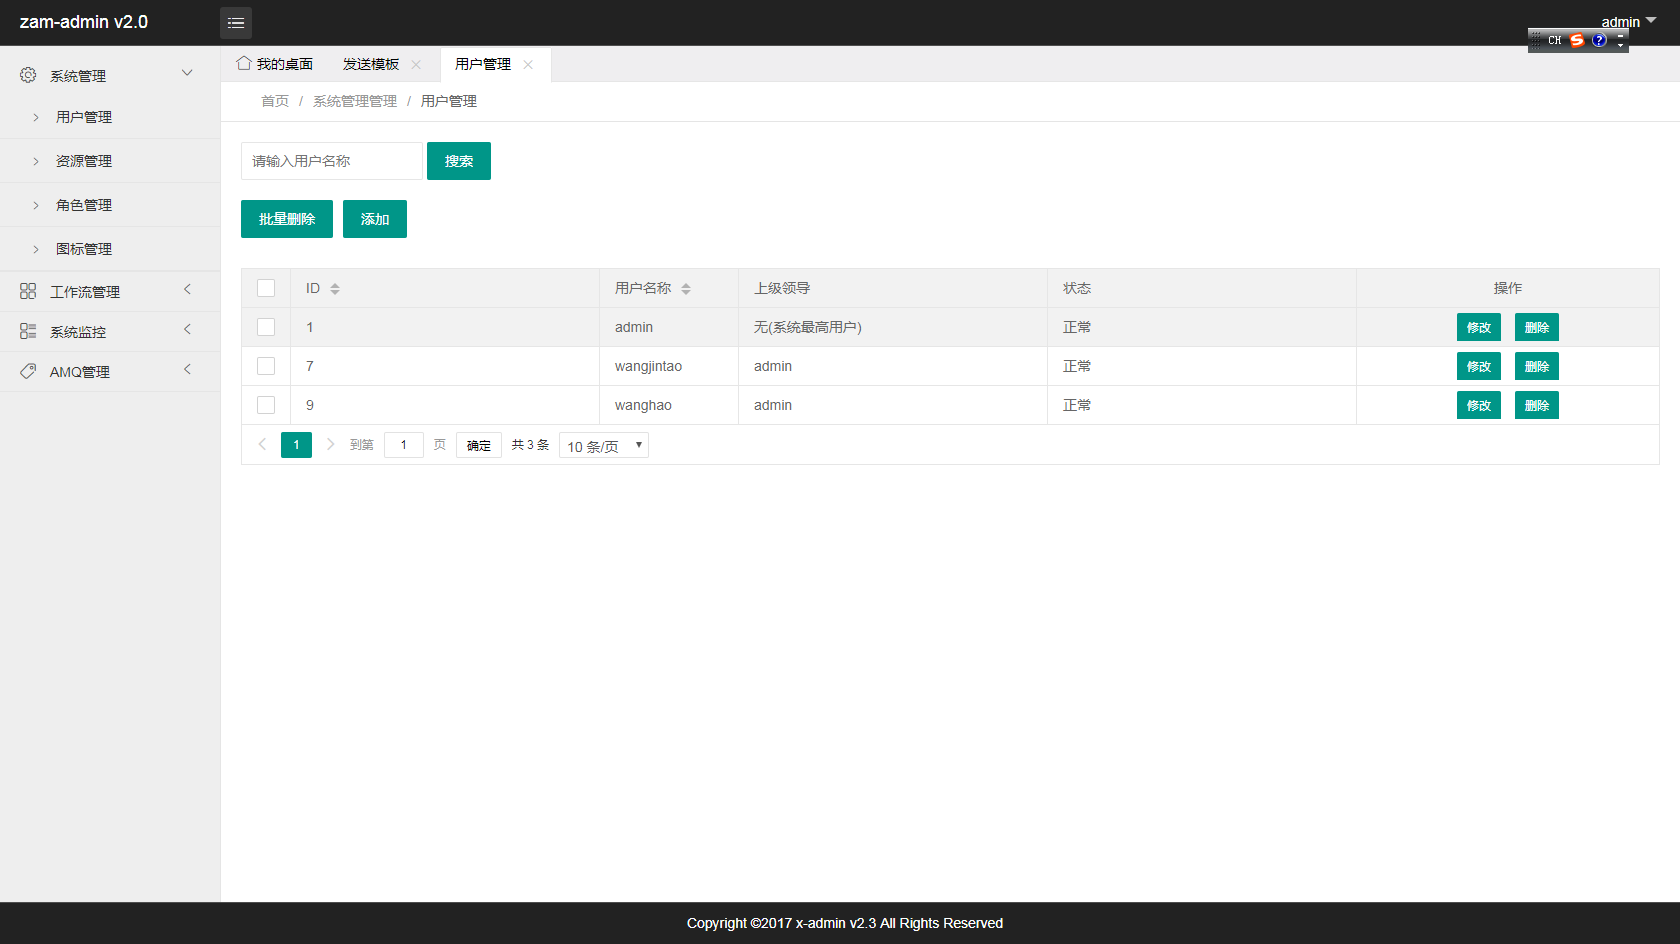 zam-admin v2.0
admin
CH
系统管理
用户管理
资源管理
角色管理
图标管理
工作流管理
系统监控
AMQ管理
我的桌面 发送模板 用户管理
首页 / 系统管理管理 / 用户管理
请输入用户名称 搜索
批量删除 添加
ID 用户名称 上级领导 状态 操作
1 admin 无(系统最高用户) 正常 修改 删除
7 wangjintao admin 正常 修改 删除
9 wanghao admin 正常 修改 删除
1 到第 1 页 确定 共 3 条 10 条/页
Copyright ©2017 x-admin v2.3 All Rights Reserved